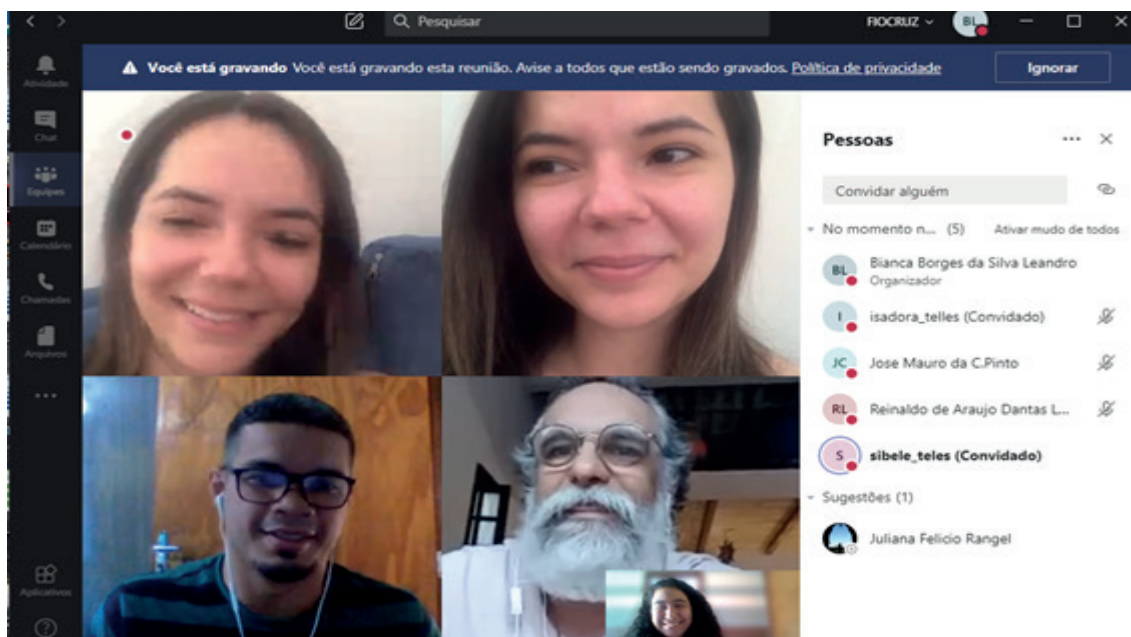 Pesquisar
FIOCRUZ
BL
Você está gravando Você está gravando esta reunião. Avise a todos que estão sendo gravados. Política de privacidade
Ignorar
Atividade
Chat
Equipes
Calendário
Chamadas
Arquivos
Aplicativos
Pessoas
Convidar alguém
No momento n... (5) Ativar mudo de todos
BL Bianca Borges da Silva Leandro
Organizador
I isadora_telles (Convidado)
JC Jose Mauro da C.Pinto
RL Reinaldo de Araujo Dantas L...
S sibele_teles (Convidado)
Sugestões (1)
Juliana Felicio Rangel